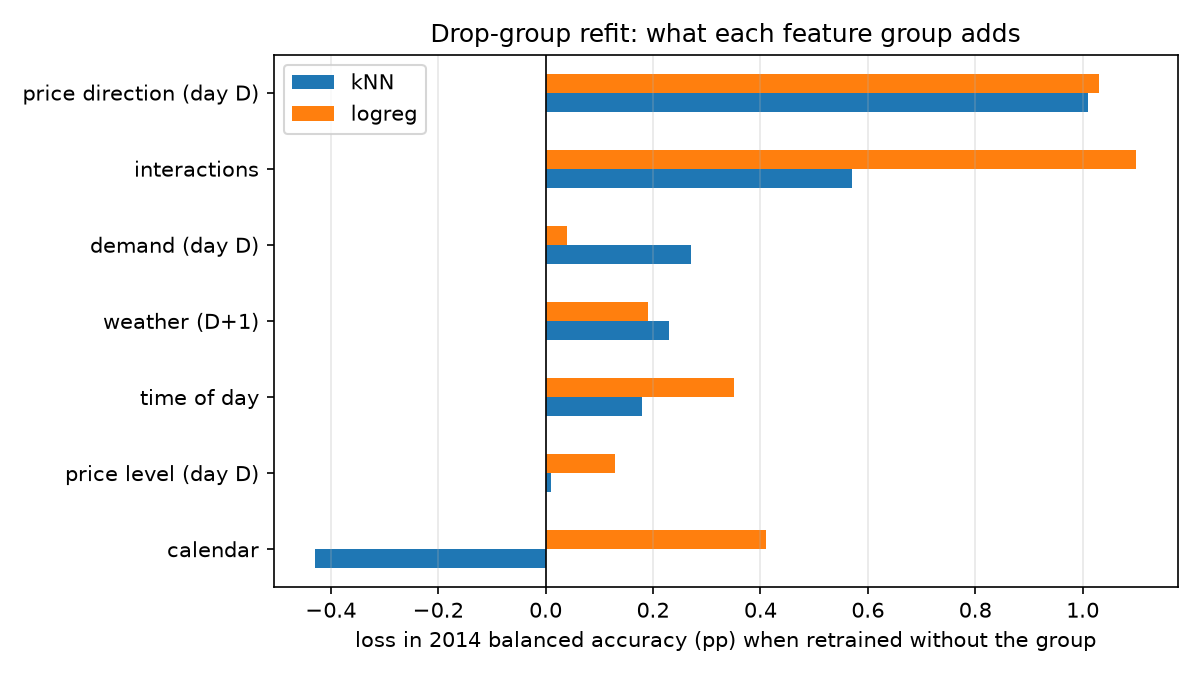 Drop-group refit: what each feature group adds
kNN
logreg
price direction (day D)
interactions
demand (day D)
weather (D+1)
time of day
price level (day D)
calendar
−0.4 −0.2 0.0 0.2 0.4 0.6 0.8 1.0
loss in 2014 balanced accuracy (pp) when retrained without the group